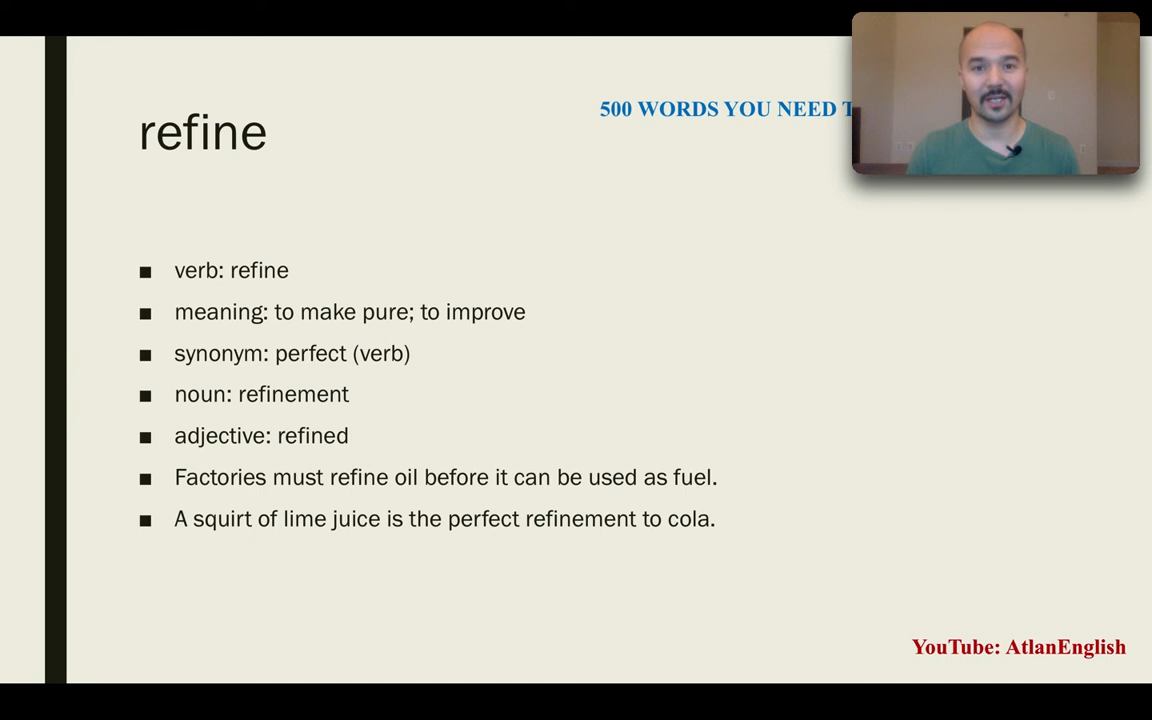 500 WORDS YOU NEED
refine
verb: refine
meaning: to make pure; to improve
synonym: perfect (verb)
noun: refinement
adjective: refined
Factories must refine oil before it can be used as fuel.
A squirt of lime juice is the perfect refinement to cola.
YouTube: AtlanEnglish